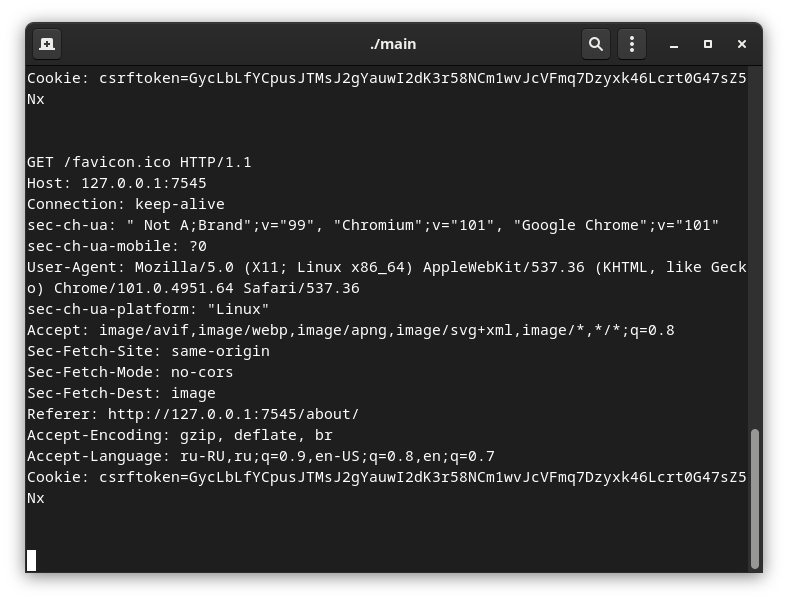 ./main
Cookie: csrftoken=GycLbLfYCpusJTMsJ2gYauwI2dK3r58NCm1wvJcVFmq7Dzyxk46Lcrt0G47sZ5
Nx
GET /favicon.ico HTTP/1.1
Host: 127.0.0.1:7545
Connection: keep-alive
sec-ch-ua: " Not A;Brand";v="99", "Chromium";v="101", "Google Chrome";v="101"
sec-ch-ua-mobile: ?0
User-Agent: Mozilla/5.0 (X11; Linux x86_64) AppleWebKit/537.36 (KHTML, like Geck
o) Chrome/101.0.4951.64 Safari/537.36
sec-ch-ua-platform: "Linux"
Accept: image/avif,image/webp,image/apng,image/svg+xml,image/*,*/*;q=0.8
Sec-Fetch-Site: same-origin
Sec-Fetch-Mode: no-cors
Sec-Fetch-Dest: image
Referer: http://127.0.0.1:7545/about/
Accept-Encoding: gzip, deflate, br
Accept-Language: ru-RU,ru;q=0.9,en-US;q=0.8,en;q=0.7
Cookie: csrftoken=GycLbLfYCpusJTMsJ2gYauwI2dK3r58NCm1wvJcVFmq7Dzyxk46Lcrt0G47sZ5
Nx